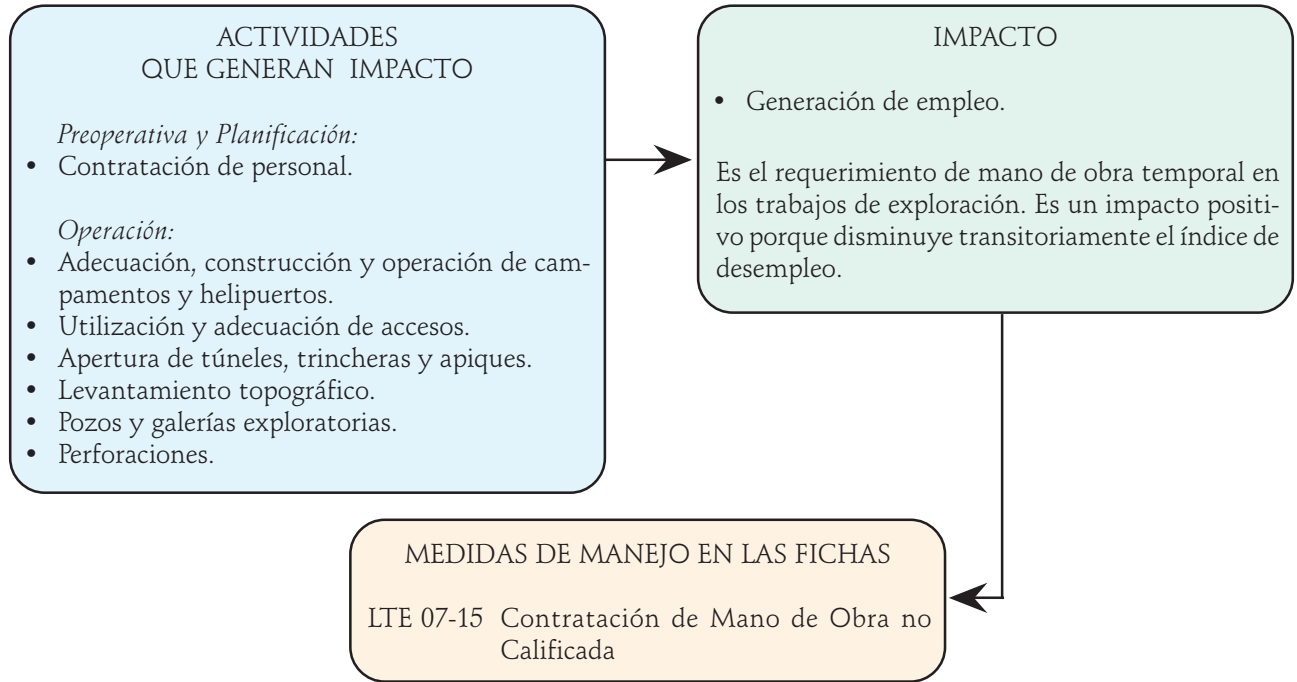 ACTIVIDADES
QUE GENERAN IMPACTO
Preoperativa y Planificación:
• Contratación de personal.
Operación:
• Adecuación, construcción y operación de cam-
pamentos y helipuertos.
• Utilización y adecuación de accesos.
• Apertura de túneles, trincheras y apiques.
• Levantamiento topográfico.
• Pozos y galerías exploratorias.
• Perforaciones.
IMPACTO
• Generación de empleo.
Es el requerimiento de mano de obra temporal en
los trabajos de exploración. Es un impacto positi-
vo porque disminuye transitoriamente el índice de
desempleo.
MEDIDAS DE MANEJO EN LAS FICHAS
LTE 07-15 Contratación de Mano de Obra no
Calificada